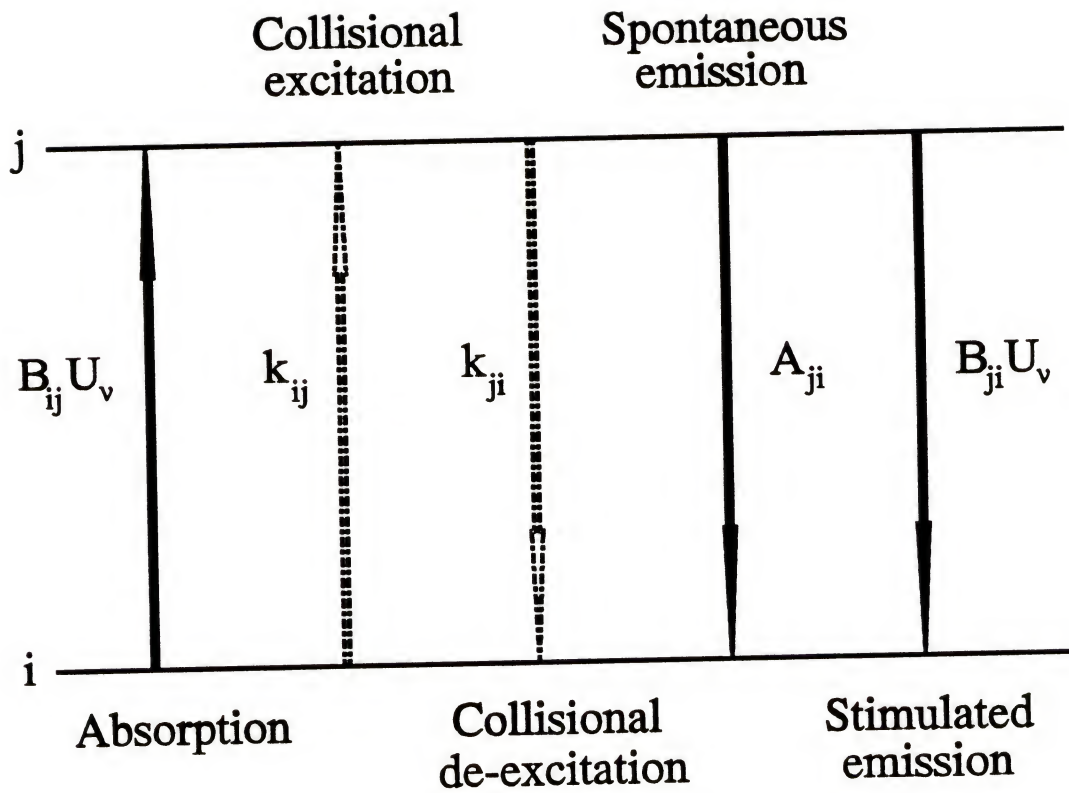 Collisional
excitation
Spontaneous
emission
j
B_ij U_ν
k_ij
k_ji
A_ji
B_ji U_ν
i
Absorption
Collisional
de-excitation
Stimulated
emission